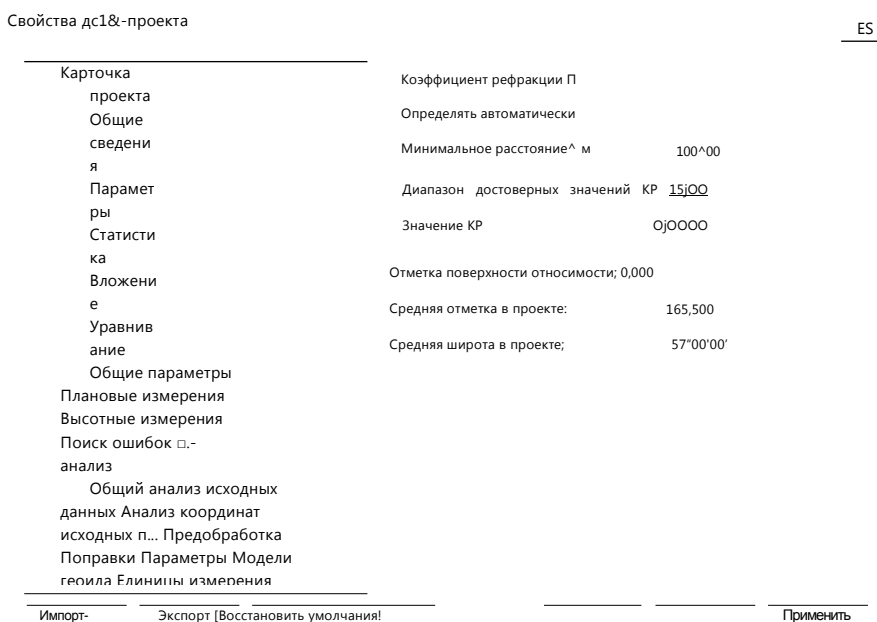 Свойства дс1&-проекта
ES
Карточка
проекта
Общие
сведени
я
Парамет
ры
Статисти
ка
Вложени
е
Уравнив
ание
Общие параметры
Плановые измерения
Высотные измерения
Поиск ошибок □.-
анализ
Общий анализ исходных
данных Анализ координат
исходных п... Предобработка
Поправки Параметры Модели
геоида Единицы измерения
Коэффициент рефракции П
Определять автоматически
Минимальное расстояние^ м 100^00
Диапазон достоверных значений КР 15jOO
Значение КР OjOOOO
Отметка поверхности относимости; 0,000
Средняя отметка в проекте: 165,500
Средняя широта в проекте; 57"00'00'
Импорт- Экспорт [Восстановить умолчания! Применить